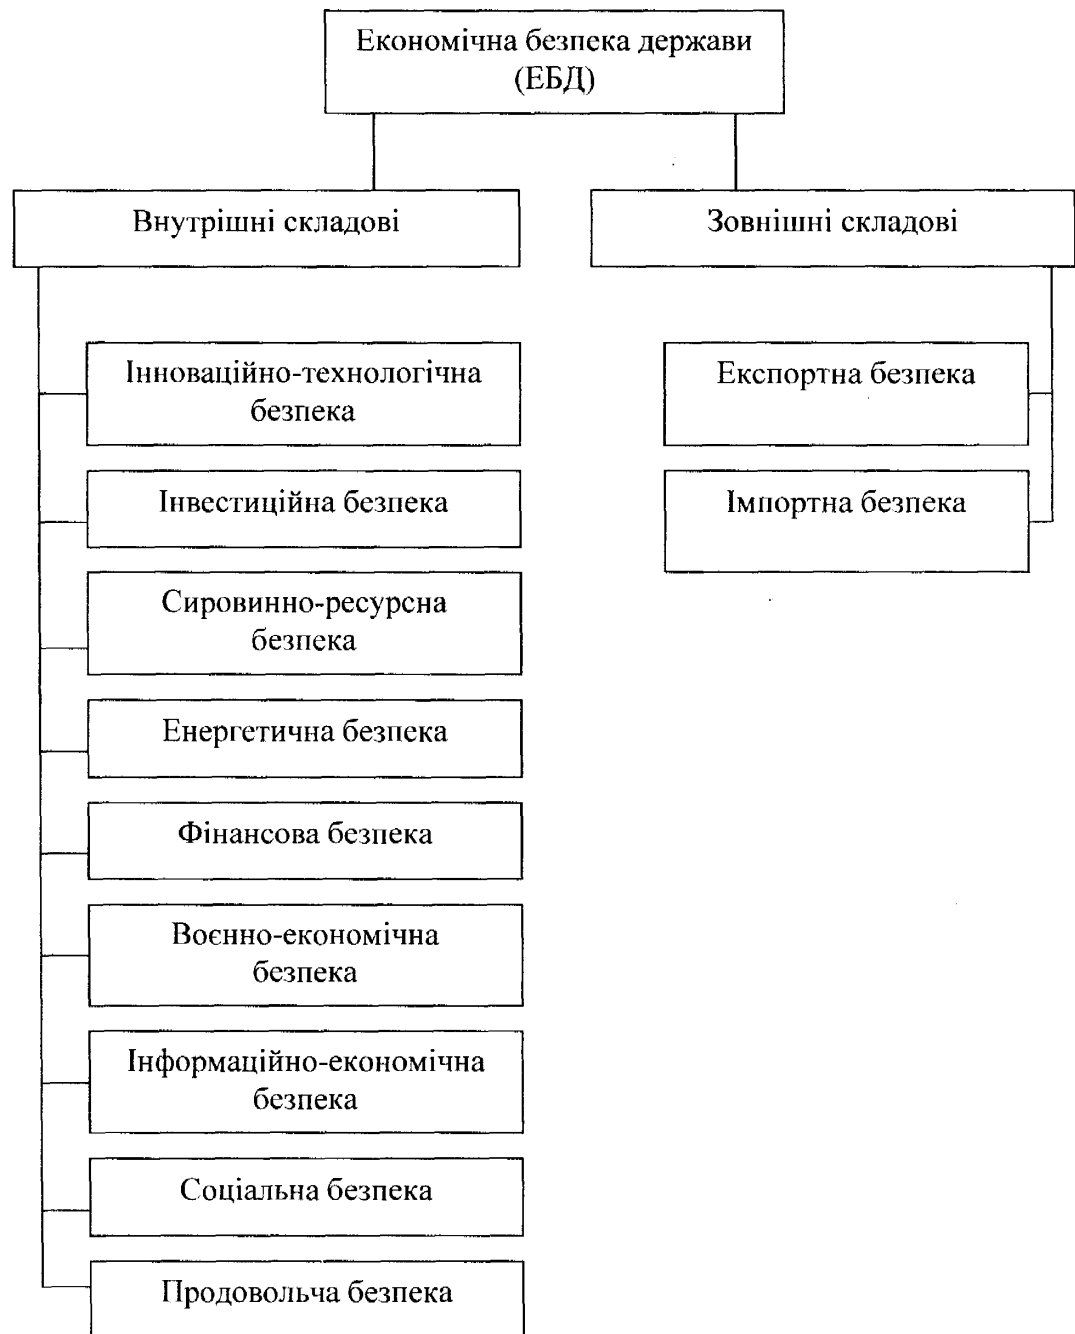 Економічна безпека держави
(ЕБД)
Внутрішні складові
Зовнішні складові
Інноваційно-технологічна
безпека
Інвестиційна безпека
Сировинно-ресурсна
безпека
Енергетична безпека
Фінансова безпека
Воєнно-економічна
безпека
Інформаційно-економічна
безпека
Соціальна безпека
Продовольча безпека
Експортна безпека
Імпортна безпека